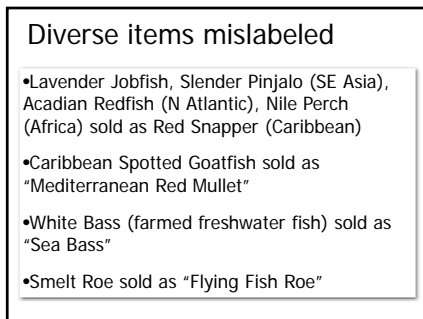 Diverse items mislabeled
•Lavender Jobfish, Slender Pinjalo (SE Asia),
Acadian Redfish (N Atlantic), Nile Perch
(Africa) sold as Red Snapper (Caribbean)
•Caribbean Spotted Goatfish sold as
“Mediterranean Red Mullet”
•White Bass (farmed freshwater fish) sold as
“Sea Bass”
•Smelt Roe sold as “Flying Fish Roe”